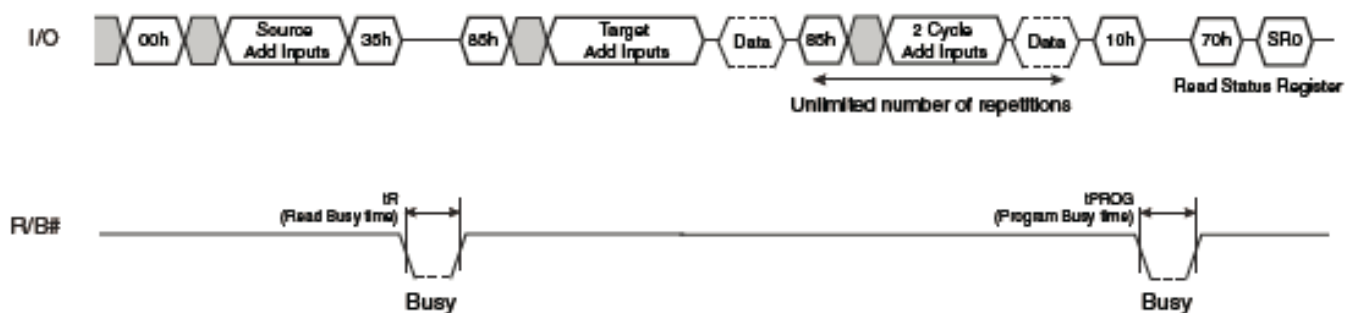 I/O
00h
Source
Add Inputs
35h
85h
Target
Add Inputs
Data
85h
2 Cycle
Add Inputs
Data
10h
70h
SR0
Unlimited number of repetitions
Read Status Register
R/B#
tR
(Read Busy time)
tPROG
(Program Busy time)
Busy
Busy